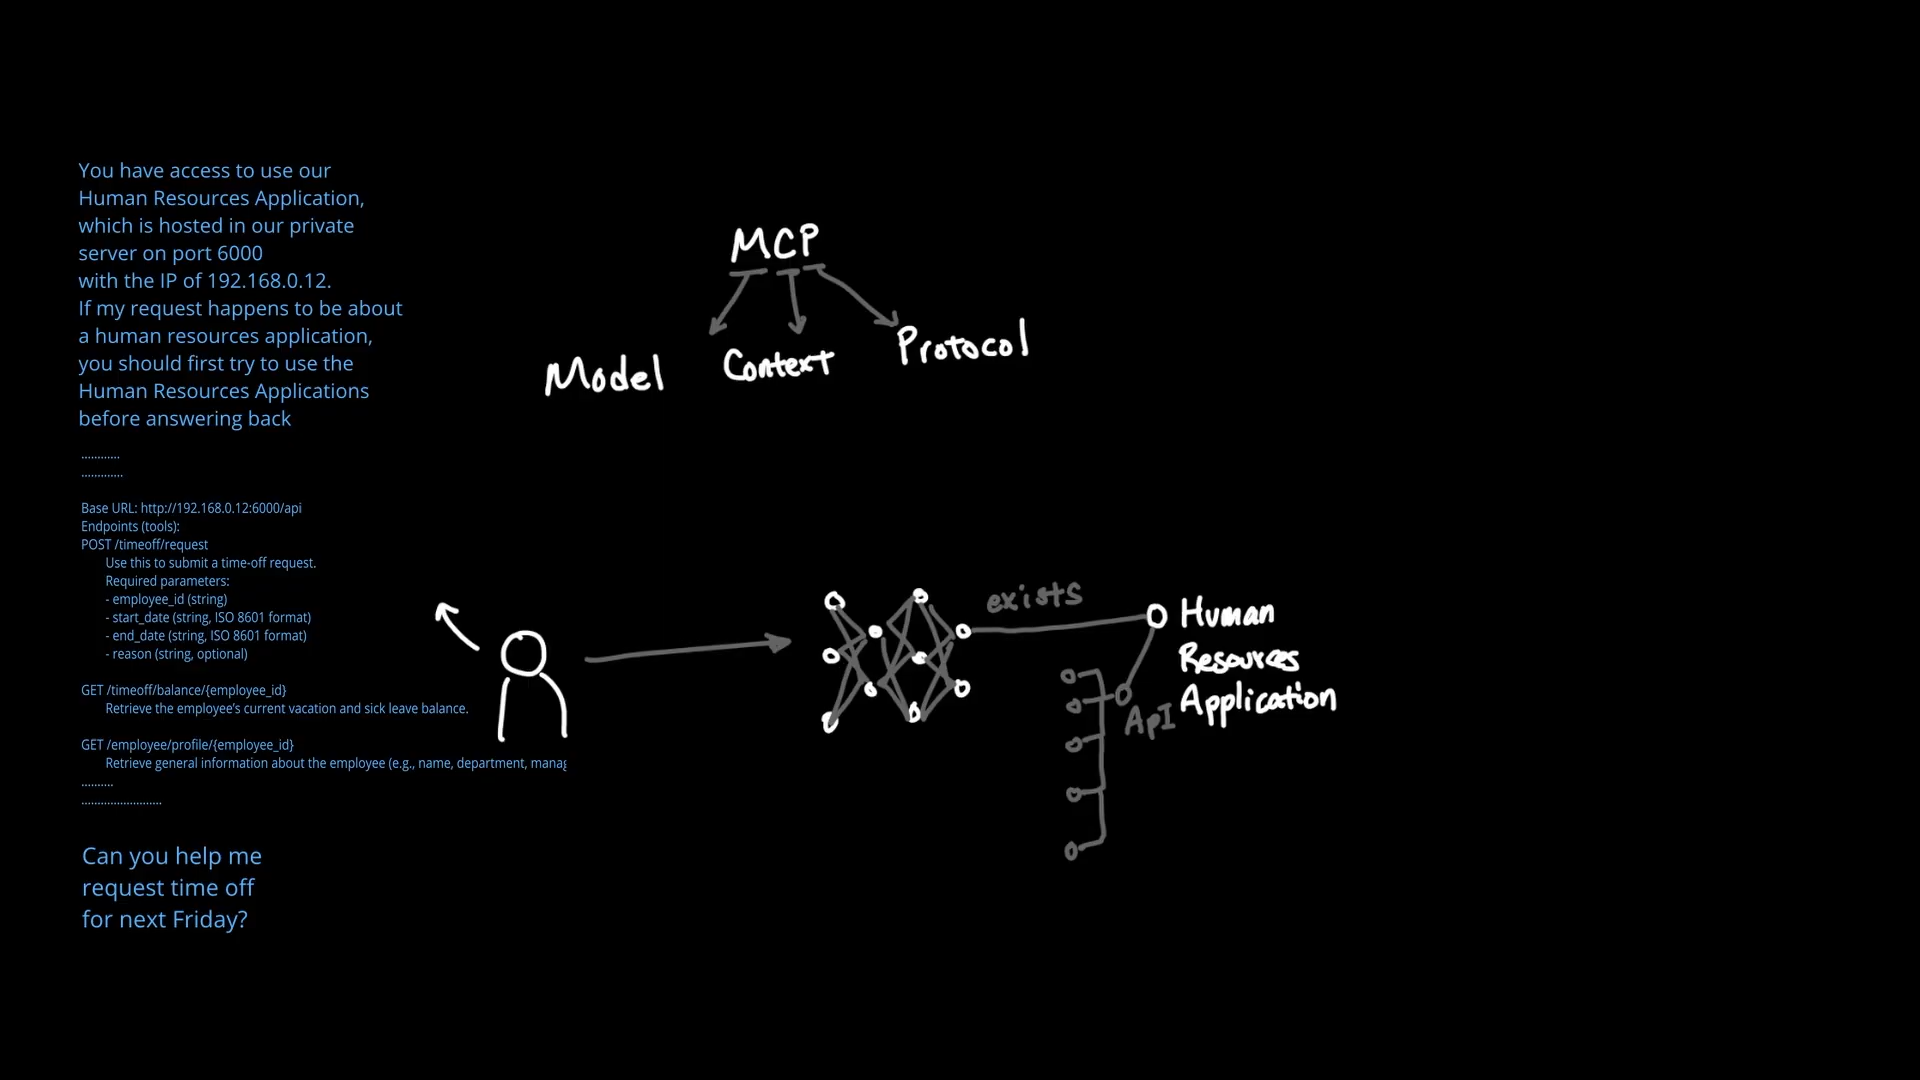 You have access to use our
Human Resources Application,
which is hosted in our private
server on port 6000
with the IP of 192.168.0.12.
If my request happens to be about
a human resources application,
you should first try to use the
Human Resources Applications
before answering back
............
.............
Base URL: http://192.168.0.12:6000/api
Endpoints (tools):
POST /timeoff/request
Use this to submit a time-off request.
Required parameters:
- employee_id (string)
- start_date (string, ISO 8601 format)
- end_date (string, ISO 8601 format)
- reason (string, optional)
GET /timeoff/balance/{employee_id}
Retrieve the employee’s current vacation and sick leave balance.
GET /employee/profile/{employee_id}
Retrieve general information about the employee (e.g., name, department, manag
..........
.........................
Can you help me
request time off
for next Friday?
MCP
Model Context Protocol
exists
Human
Resources
Application
API